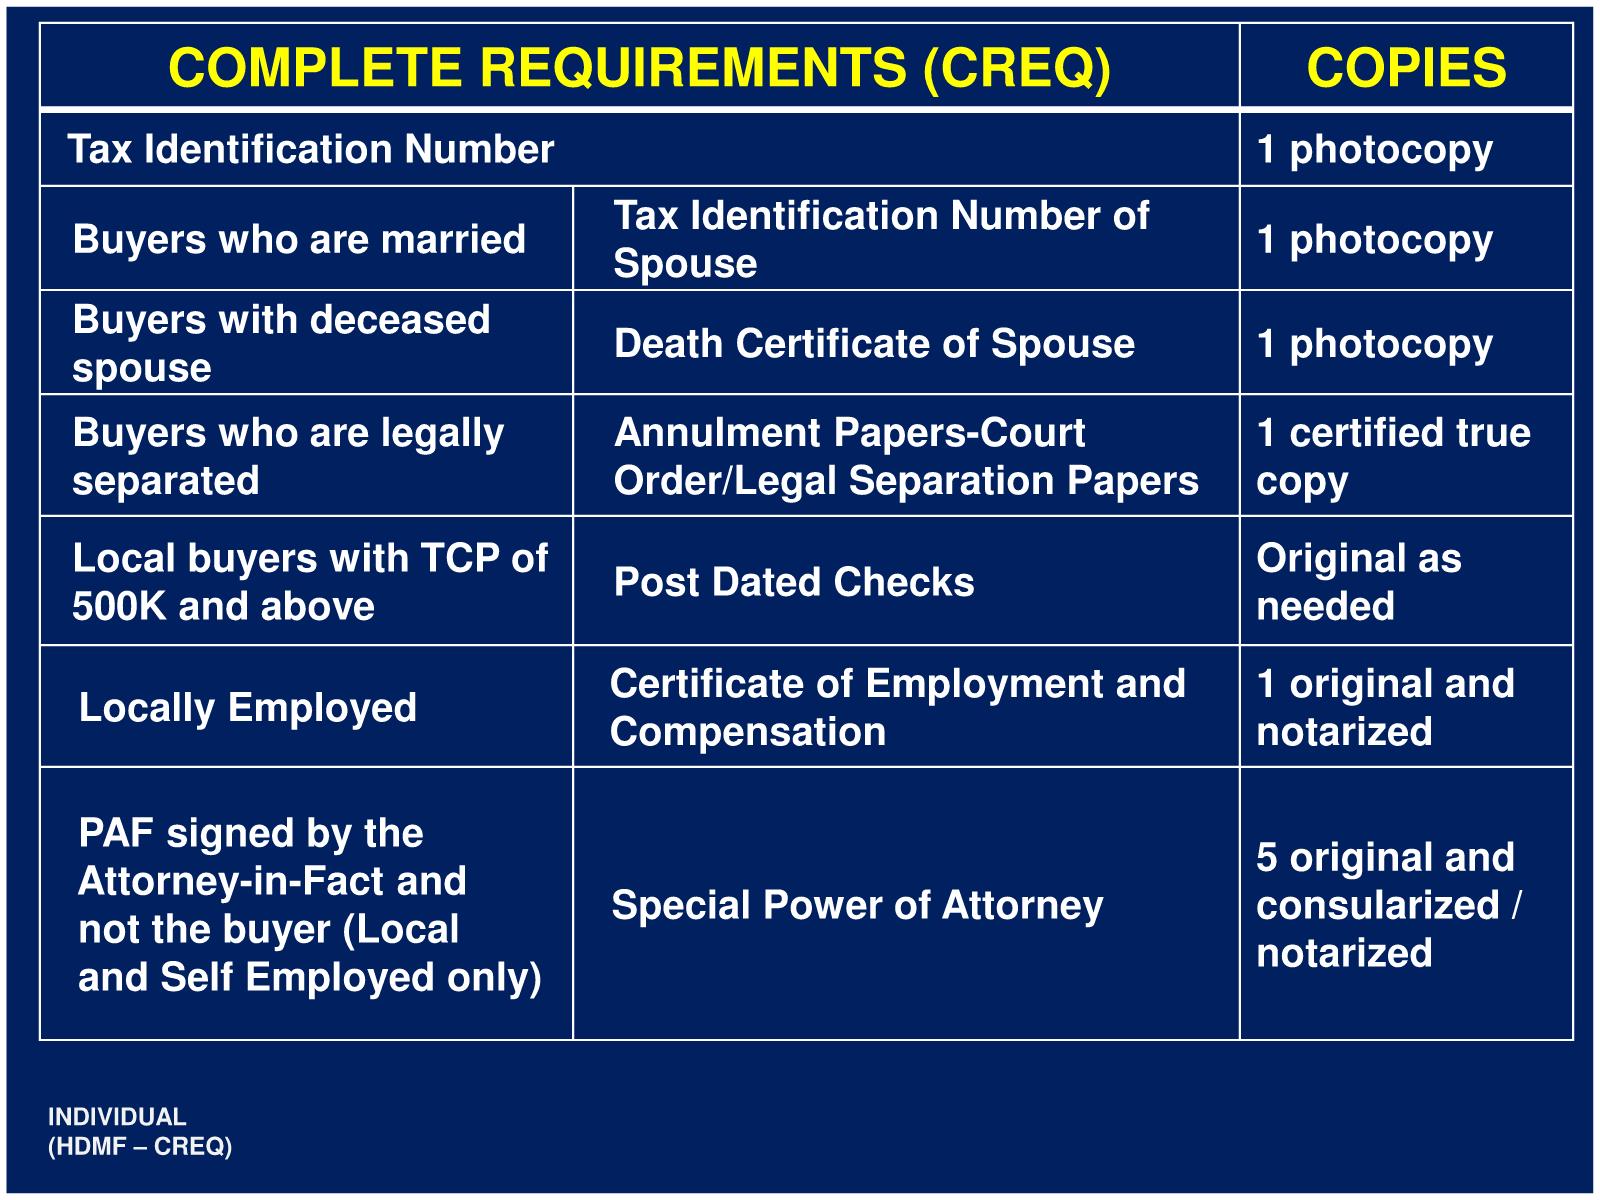 COMPLETE REQUIREMENTS (CREQ)
COPIES
Tax Identification Number
1 photocopy
Buyers who are married
Tax Identification Number of
Spouse
1 photocopy
Buyers with deceased
spouse
Death Certificate of Spouse
1 photocopy
Buyers who are legally
separated
Annulment Papers-Court
Order/Legal Separation Papers
1 certified true
copy
Local buyers with TCP of
500K and above
Post Dated Checks
Original as
needed
Locally Employed
Certificate of Employment and
Compensation
1 original and
notarized
PAF signed by the
Attorney-in-Fact and
not the buyer (Local
and Self Employed only)
Special Power of Attorney
5 original and
consularized /
notarized
INDIVIDUAL
(HDMF – CREQ)